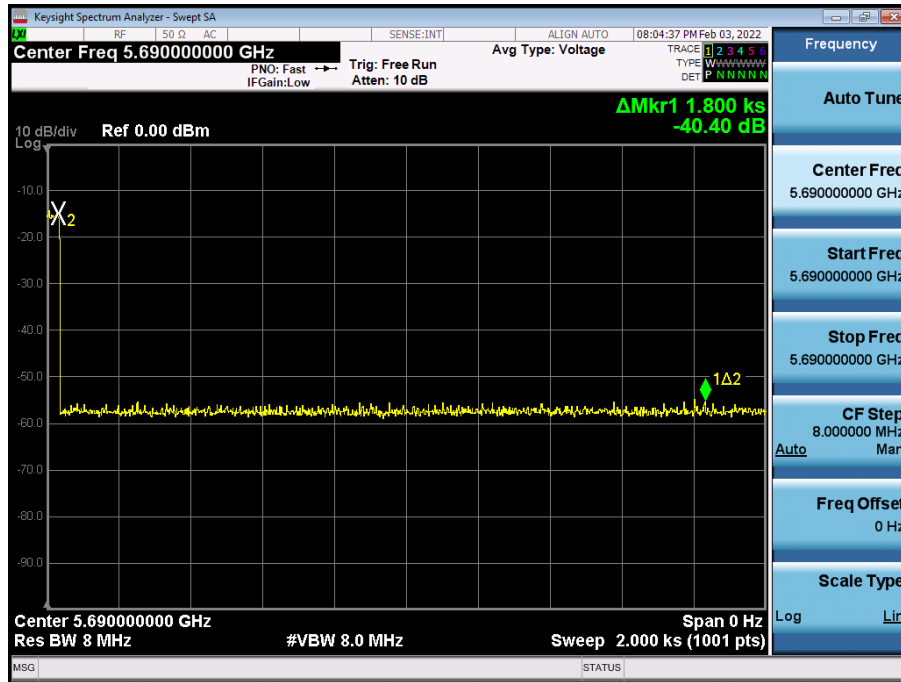 Keysight Spectrum Analyzer - Swept SA
LXI RF 50 Ω AC SENSE:INT ALIGN AUTO 08:04:37 PM Feb 03, 2022
Center Freq 5.690000000 GHz
PNO: Fast
IFGain:Low
Trig: Free Run
Atten: 10 dB
Avg Type: Voltage
TRACE 1 2 3 4 5 6
TYPE WWWWWW
DET P N N N N N
ΔMkr1 1.800 ks
-40.40 dB
10 dB/div Ref 0.00 dBm
Log
-10.0
-20.0
-30.0
-40.0
-50.0
-60.0
-70.0
-80.0
-90.0
X2
1Δ2
Center 5.690000000 GHz Span 0 Hz
Res BW 8 MHz #VBW 8.0 MHz Sweep 2.000 ks (1001 pts)
MSG STATUS
Frequency
Auto Tune
Center Freq
5.690000000 GHz
Start Freq
5.690000000 GHz
Stop Freq
5.690000000 GHz
CF Step
8.000000 MHz
Auto Man
Freq Offset
0 Hz
Scale Type
Log Lin